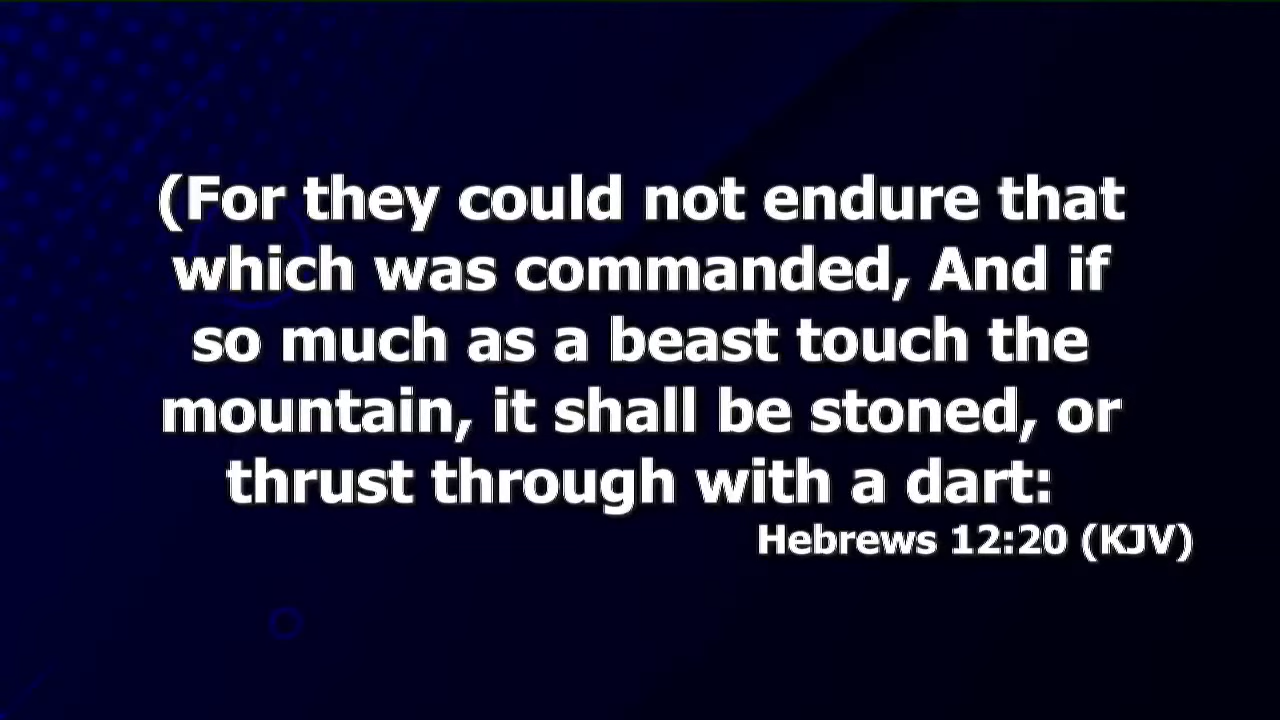 (For they could not endure that
which was commanded, And if
so much as a beast touch the
mountain, it shall be stoned, or
thrust through with a dart:
Hebrews 12:20 (KJV)